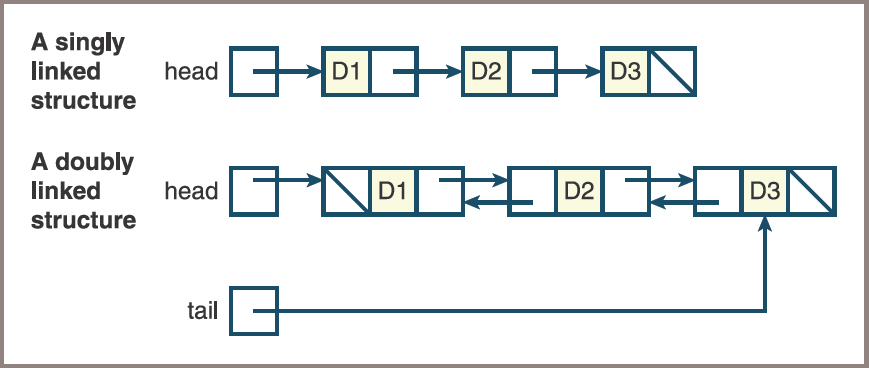 A singly
linked
structure
head
D1
D2
D3
A doubly
linked
structure
head
D1
D2
D3
tail